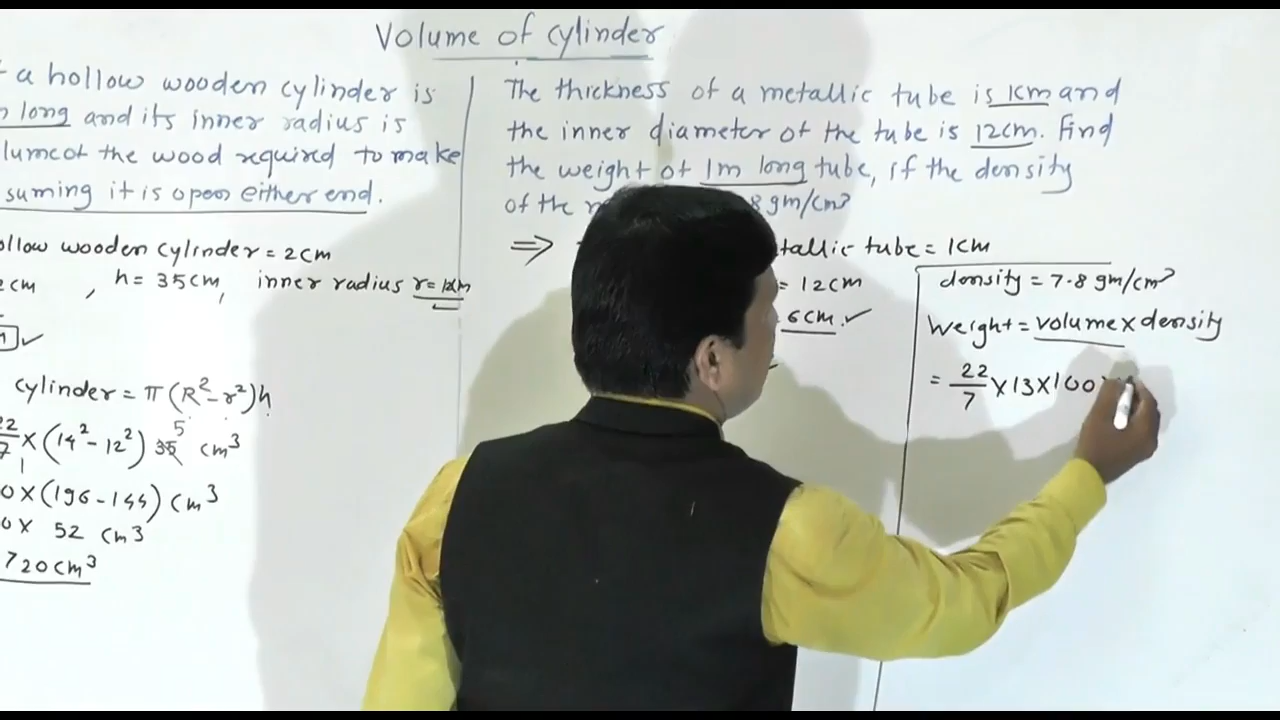 Volume of cylinder
a hollow wooden cylinder is
long and its inner radius is
lume of the wood required to make
suming it is open either end.
ollow wooden cylinder = 2cm
2cm , h = 35cm, inner radius r = 12cm
cylinder = π (R² - r²) h
22/7 × (14² - 12²) 35 cm³
5
1
0 × (196 - 144) cm³
0 × 52 cm³
720 cm³
The thickness of a metallic tube is 1cm and
the inner diameter of the tube is 12cm. Find
the weight of 1m long tube, if the density
of the 8 gm/cm³
⇒ tallic tube = 1cm
= 12cm
6cm.
density = 7.8 gm/cm³
Weight = volume × density
= 22/7 × 13 × 100